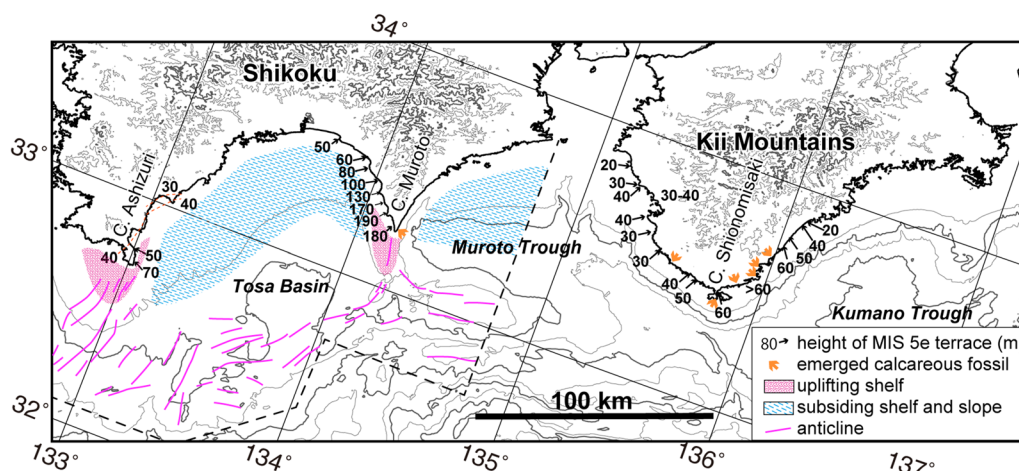 34°
33°
32°
133°
134°
135°
136°
137°
Shikoku
Kii Mountains
C. Ashizuri
C. Muroto
C. Shionomisaki
Tosa Basin
Muroto Trough
Kumano Trough
30
40
40
50
70
50
60
80
100
130
170
190
180
20
30
40
30-40
40
30
30
40
50
60
>60
60
50
40
20
100 km
80 height of MIS 5e terrace (m
emerged calcareous fossil
uplifting shelf
subsiding shelf and slope
anticline